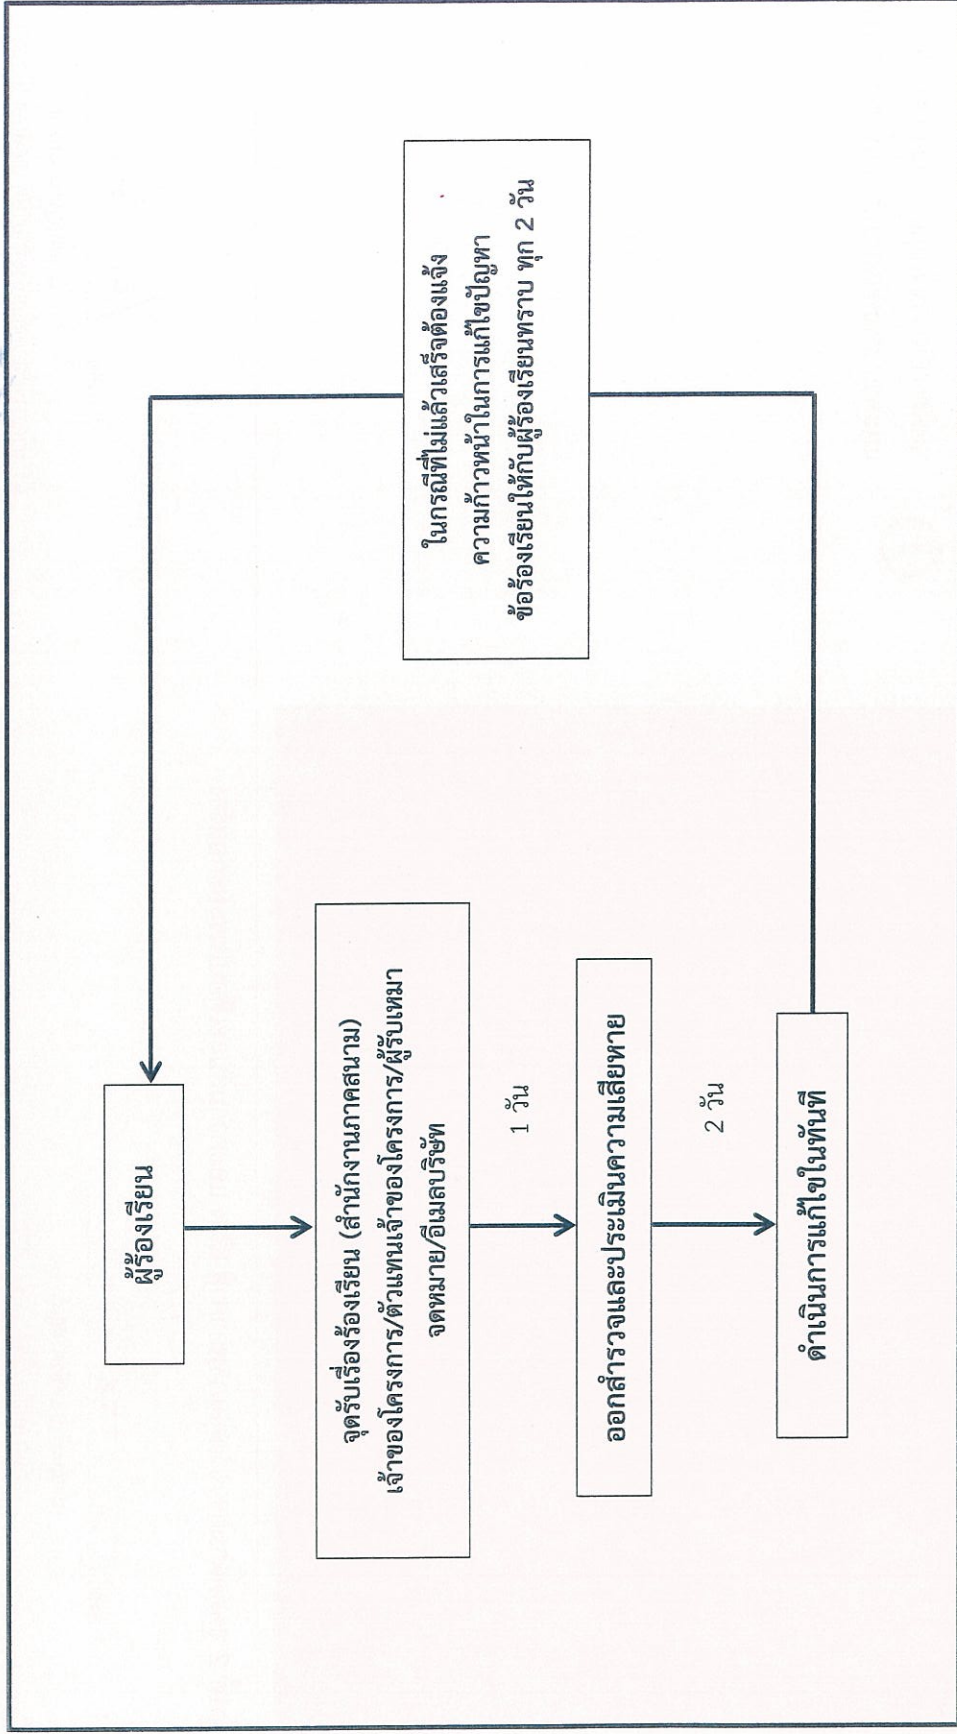 ผู้ร้องเรียน
จุดรับเรื่องร้องเรียน (สำนักงานภาคสนาม)
เจ้าของโครงการ/ตัวแทนเจ้าของโครงการ/ผู้รับเหมา
จดหมาย/อีเมลบริษัท
1 วัน
ออกสำรวจและประเมินความเสียหาย
2 วัน
ดำเนินการแก้ไขในทันที
ในกรณีที่ไม่แล้วเสร็จต้องแจ้ง
ความก้าวหน้าในการแก้ไขปัญหา
ข้อร้องเรียนให้กับผู้ร้องเรียนทราบ ทุก 2 วัน